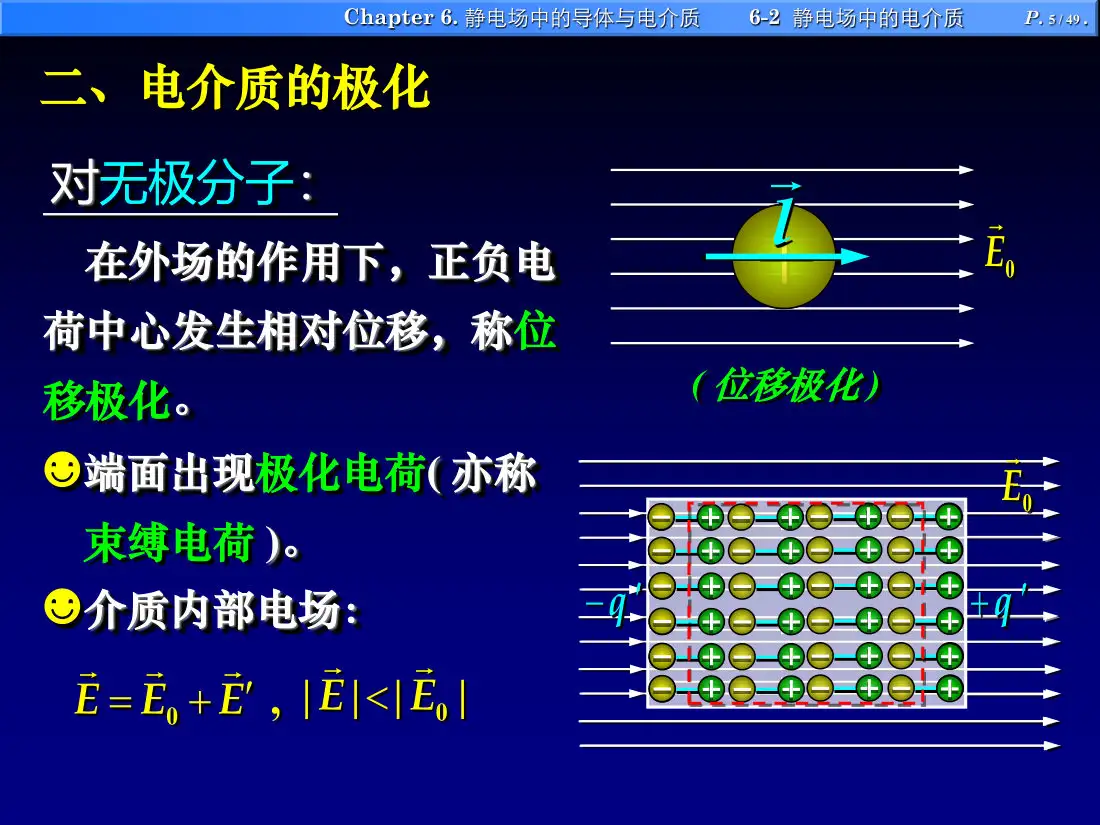 Chapter 6. 静电场中的导体与电介质 6-2 静电场中的电介质 P. 5 / 49 .
二、电介质的极化
对无极分子：
在外场的作用下，正负电
荷中心发生相对位移，称位
移极化。
端面出现极化电荷( 亦称
束缚电荷 )。
介质内部电场：
E⃗ = E⃗₀ + E⃗′ , | E⃗ | < | E⃗₀ |
l⃗
E⃗₀
( 位移极化 )
E⃗₀
− q′
+ q′